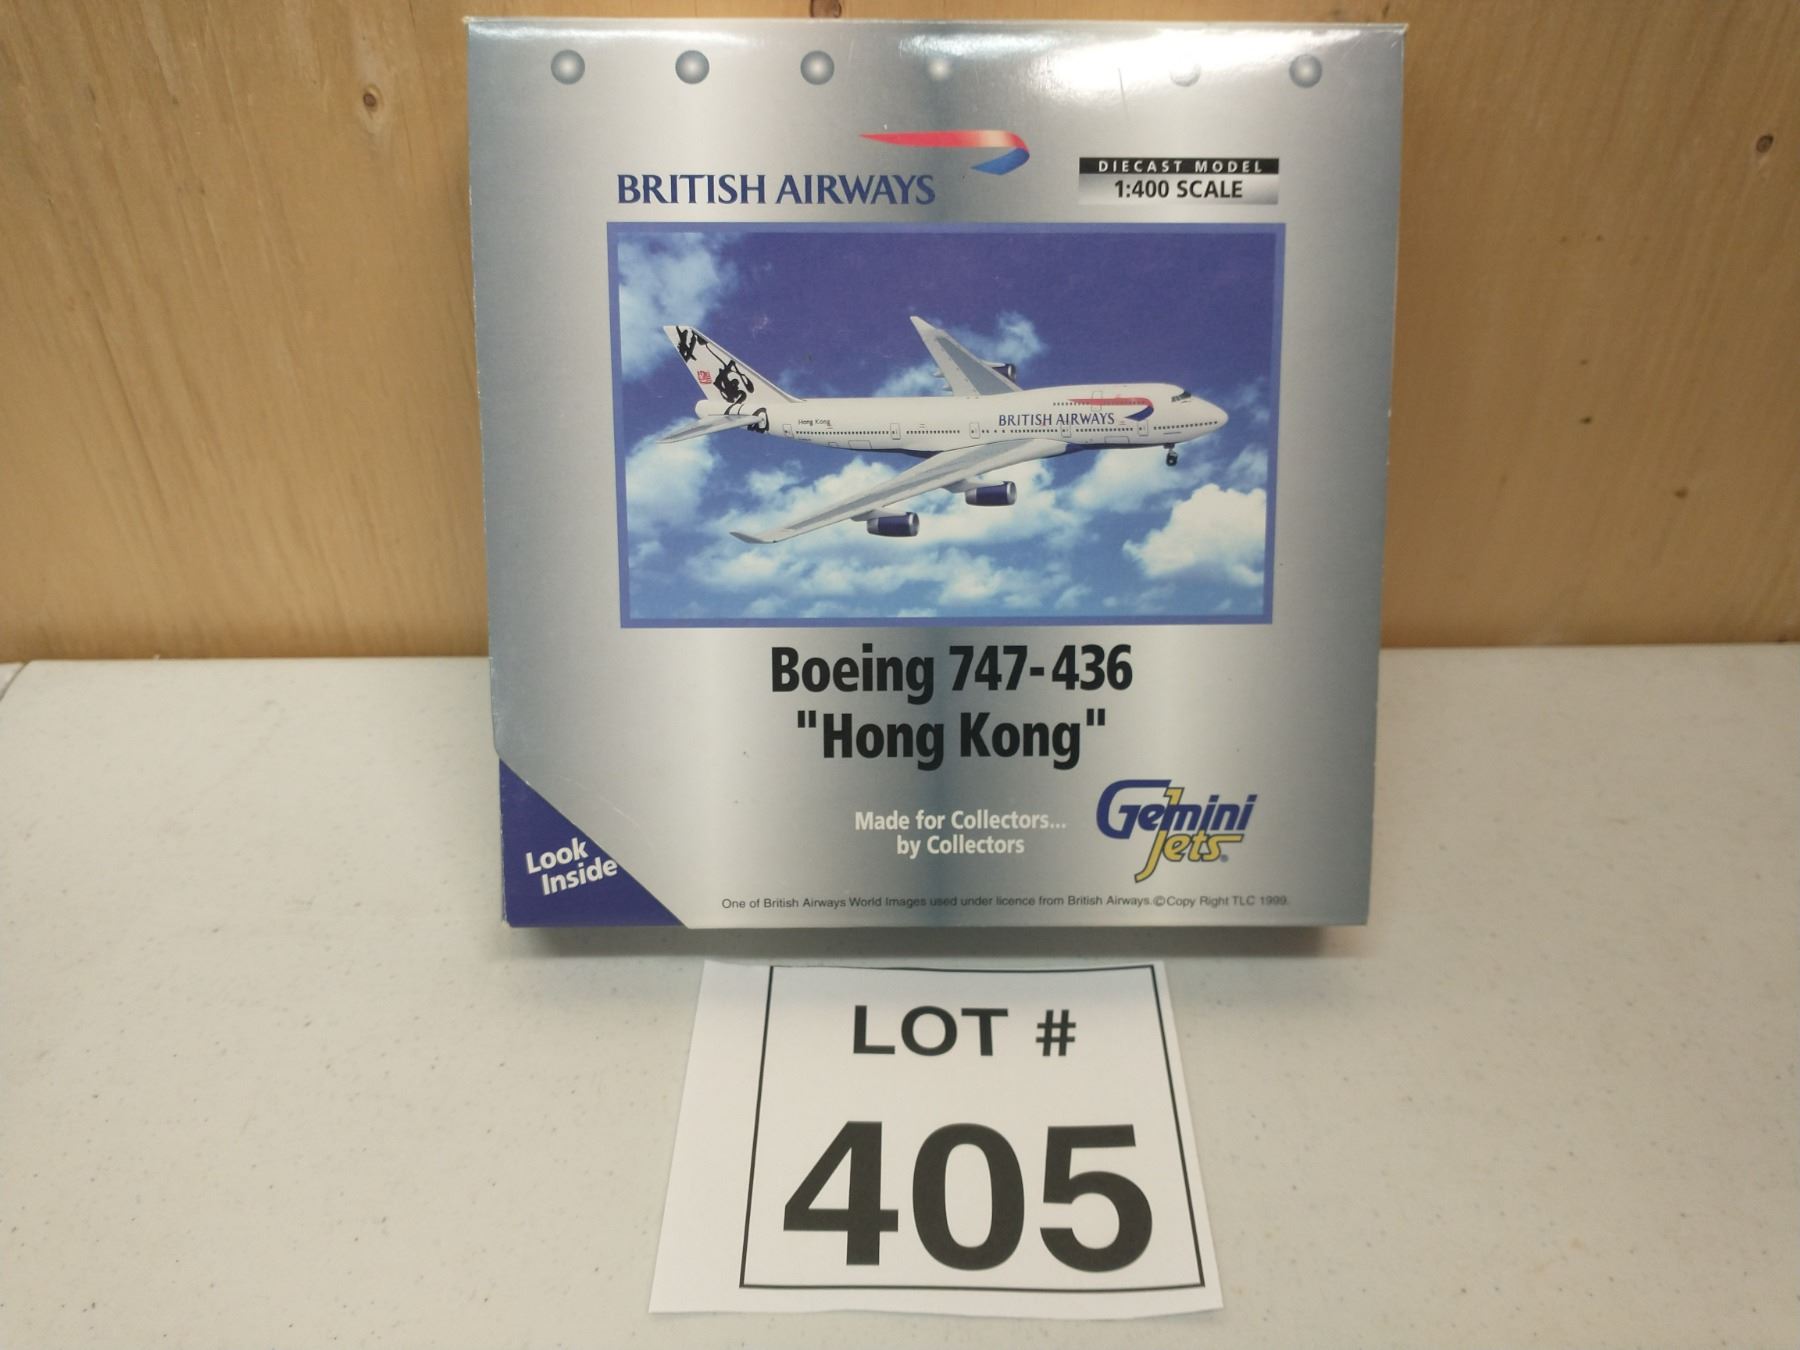 BRITISH AIRWAYS
DIECAST MODEL
1:400 SCALE
Hong Kong
BRITISH AIRWAYS
Boeing 747-436
"Hong Kong"
Made for Collectors...
by Collectors
Gemini
Jets
Look
Inside
One of British Airways World Images used under licence from British Airways.©Copy Right TLC 1999.
LOT #
405